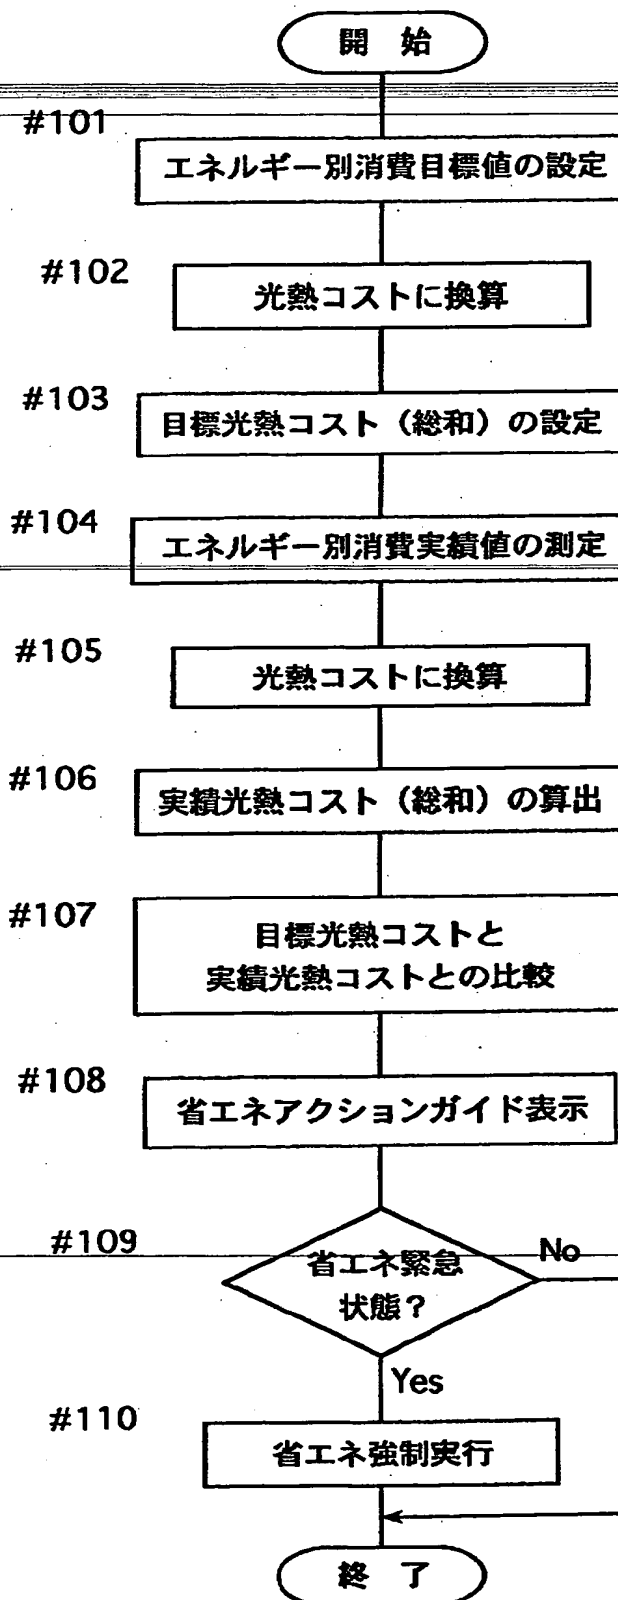 開 始
#101
エネルギー別消費目標値の設定
#102
光熱コストに換算
#103
目標光熱コスト（総和）の設定
#104
エネルギー別消費実績値の測定
#105
光熱コストに換算
#106
実績光熱コスト（総和）の算出
#107
目標光熱コストと
実績光熱コストとの比較
#108
省エネアクションガイド表示
#109
省エネ緊急
状態？
No
Yes
#110
省エネ強制実行
終 了